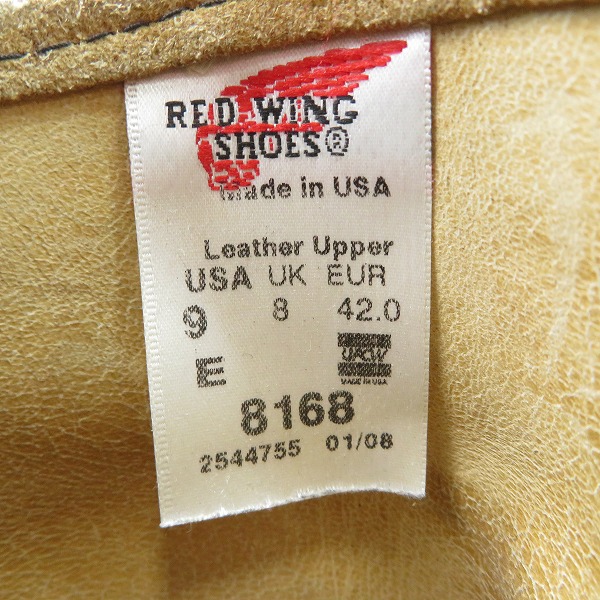 RED WING
SHOES®
Made in USA
Leather Upper
USA UK EUR
9 8 42.0
E
UFCW
MADE IN U.S.A.
8168
2544755 01/08